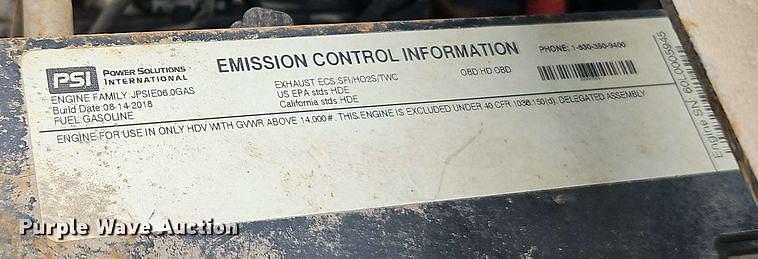 EMISSION CONTROL INFORMATION
PHONE: 1-630-350-9400
PSI
POWER SOLUTIONS
INTERNATIONAL
EXHAUST ECS:SFI/HO2S/TWC
OBD:HD OBD
ENGINE FAMILY JPSIE06.0GAS
US EPA stds:HDE
Build Date 08-14-2018
California stds:HDE
FUEL GASOLINE
ENGINE FOR USE IN ONLY HDV WITH GVWR ABOVE 14,000#. THIS ENGINE IS EXCLUDED UNDER 40 CFR 1036.150(d). DELEGATED ASSEMBLY
Engine S/N:
Purple Wave Auction